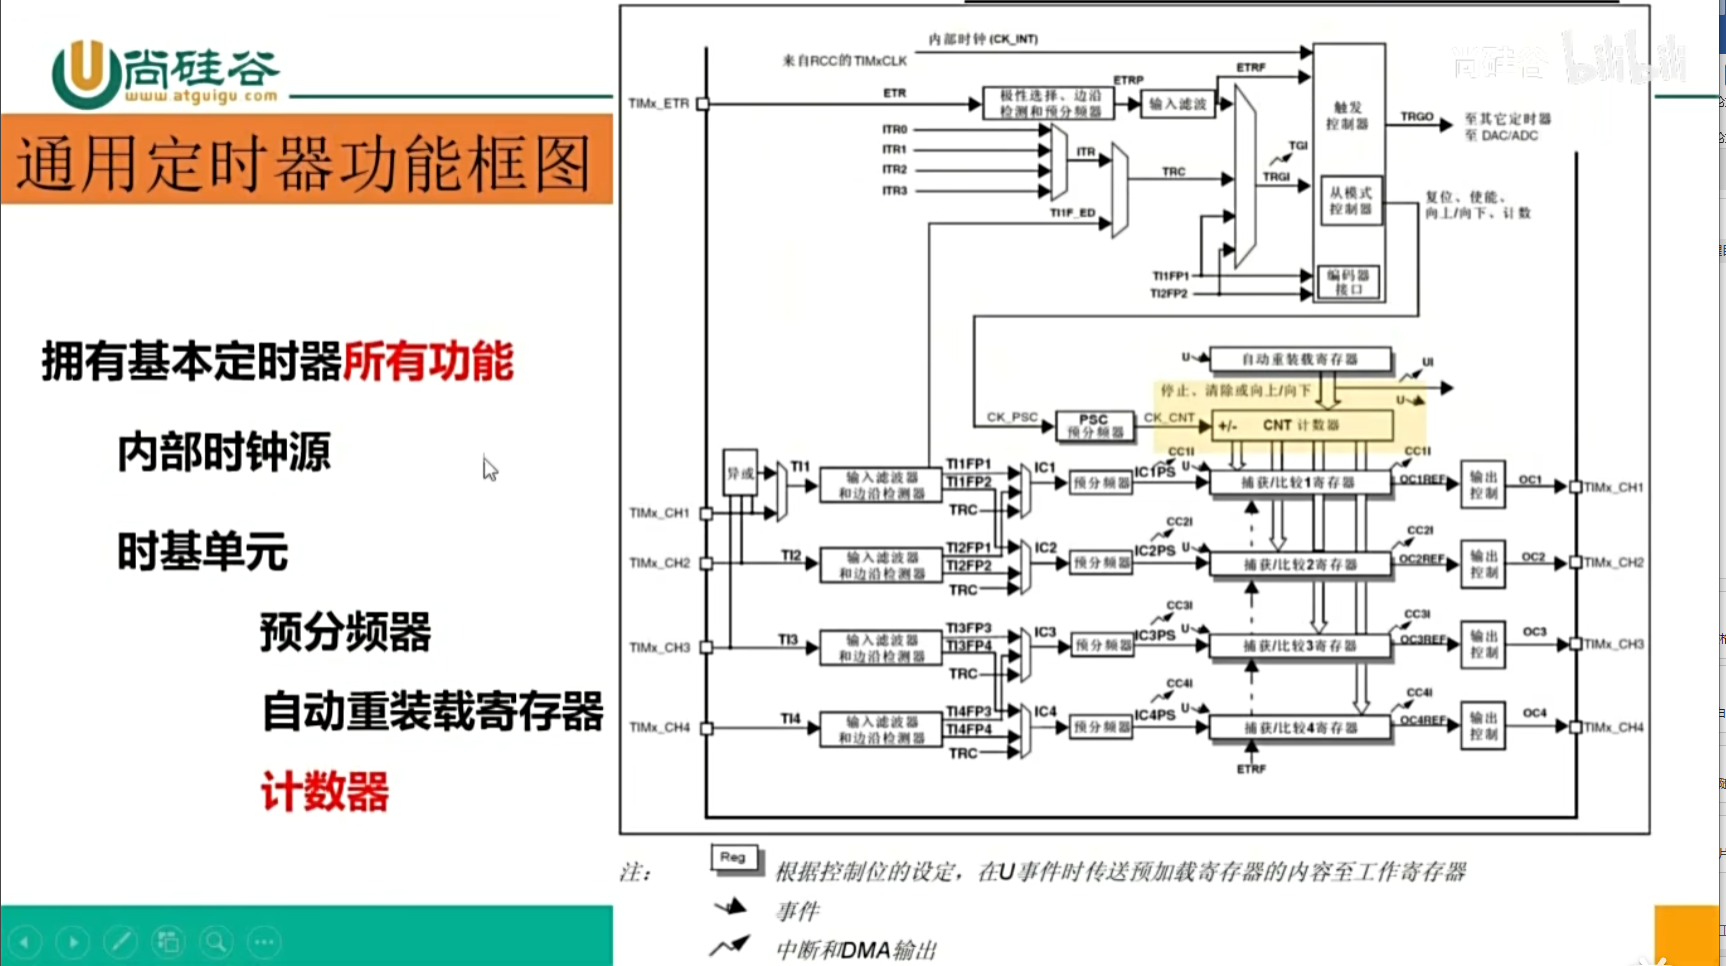 尚硅谷
www.atguigu.com
通用定时器功能框图
拥有基本定时器所有功能
内部时钟源
时基单元
预分频器
自动重装载寄存器
计数器
尚硅谷 bilibili
内部时钟 (CK_INT)
来自RCC的TIMxCLK
TIMx_ETR
ETR
极性选择、边沿
检测和预分频器
ETRP
输入滤波
ETRF
触发
控制器
TRGO
至其它定时器
至 DAC/ADC
ITR0
ITR1
ITR2
ITR3
ITR
TRC
TI1F_ED
TGI
TRGI
从模式
控制器
复位、使能、
向上/向下、计数
TI1FP1
TI2FP2
编码器
接口
U
自动重装载寄存器
UI
U
停止、清除或向上/向下
CK_PSC
PSC
预分频器
CK_CNT
+/- CNT 计数器
异或
TI1
输入滤波器
和边沿检测器
TI1FP1
TI1FP2
TRC
IC1
预分频器
IC1PS
CC1I
U
捕获/比较1寄存器
CC1I
OC1REF
输出
控制
OC1
TIMx_CH1
TIMx_CH1
TIMx_CH2
TI2
输入滤波器
和边沿检测器
TI2FP1
TI2FP2
TRC
IC2
预分频器
IC2PS
CC2I
U
捕获/比较2寄存器
CC2I
OC2REF
输出
控制
OC2
TIMx_CH2
TIMx_CH3
TI3
输入滤波器
和边沿检测器
TI3FP3
TI3FP4
TRC
IC3
预分频器
IC3PS
CC3I
U
捕获/比较3寄存器
CC3I
OC3REF
输出
控制
OC3
TIMx_CH3
TIMx_CH4
TI4
输入滤波器
和边沿检测器
TI4FP3
TI4FP4
TRC
IC4
预分频器
IC4PS
CC4I
U
捕获/比较4寄存器
CC4I
OC4REF
输出
控制
OC4
TIMx_CH4
ETRF
注：
Reg
根据控制位的设定，在U事件时传送预加载寄存器的内容至工作寄存器
事件
中断和DMA输出